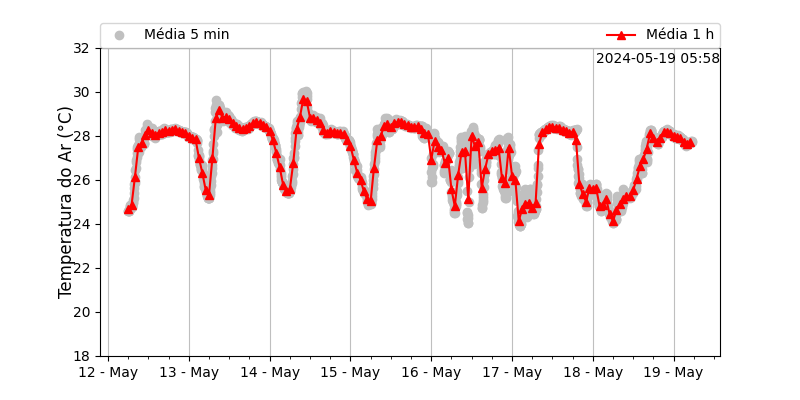 Média 5 min
Média 1 h
2024-05-19 05:58
Temperatura do Ar (°C)
32
30
28
26
24
22
20
18
12 - May
13 - May
14 - May
15 - May
16 - May
17 - May
18 - May
19 - May